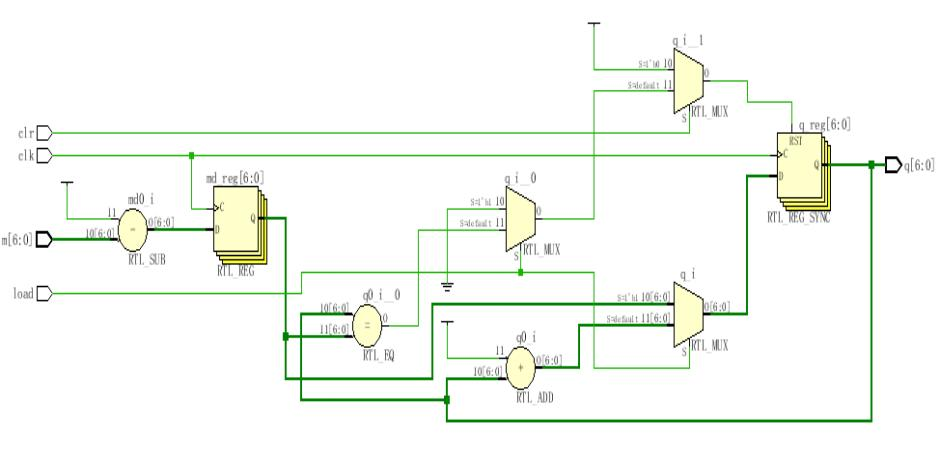 q_i__1
S=1'b0 I0
S=default I1
O
S
RTL_MUX
clr
clk
q_reg[6:0]
RST
C
D
Q
RTL_REG_SYNC
q[6:0]
md_reg[6:0]
C
D
Q
RTL_REG
md0_i
I1
I0[6:0]
-
O[6:0]
RTL_SUB
m[6:0]
load
q_i__0
S=1'b1 I0
S=default I1
O
S
RTL_MUX
q0_i__0
I0[6:0]
I1[6:0]
=
O
RTL_EQ
q_i
S=1'b1 I0[6:0]
S=default I1[6:0]
O[6:0]
S
RTL_MUX
q0_i
I1
I0[6:0]
+
O[6:0]
RTL_ADD